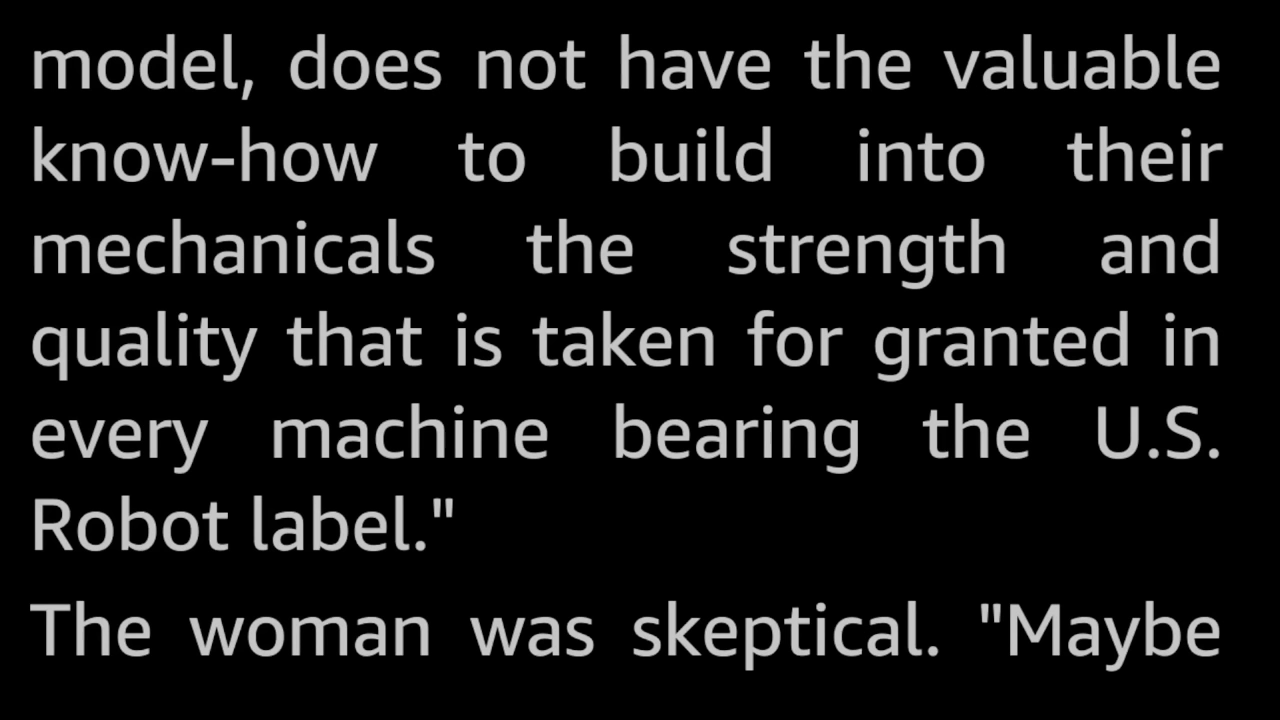 model, does not have the valuable
know-how to build into their
mechanicals the strength and
quality that is taken for granted in
every machine bearing the U.S.
Robot label."
The woman was skeptical. "Maybe